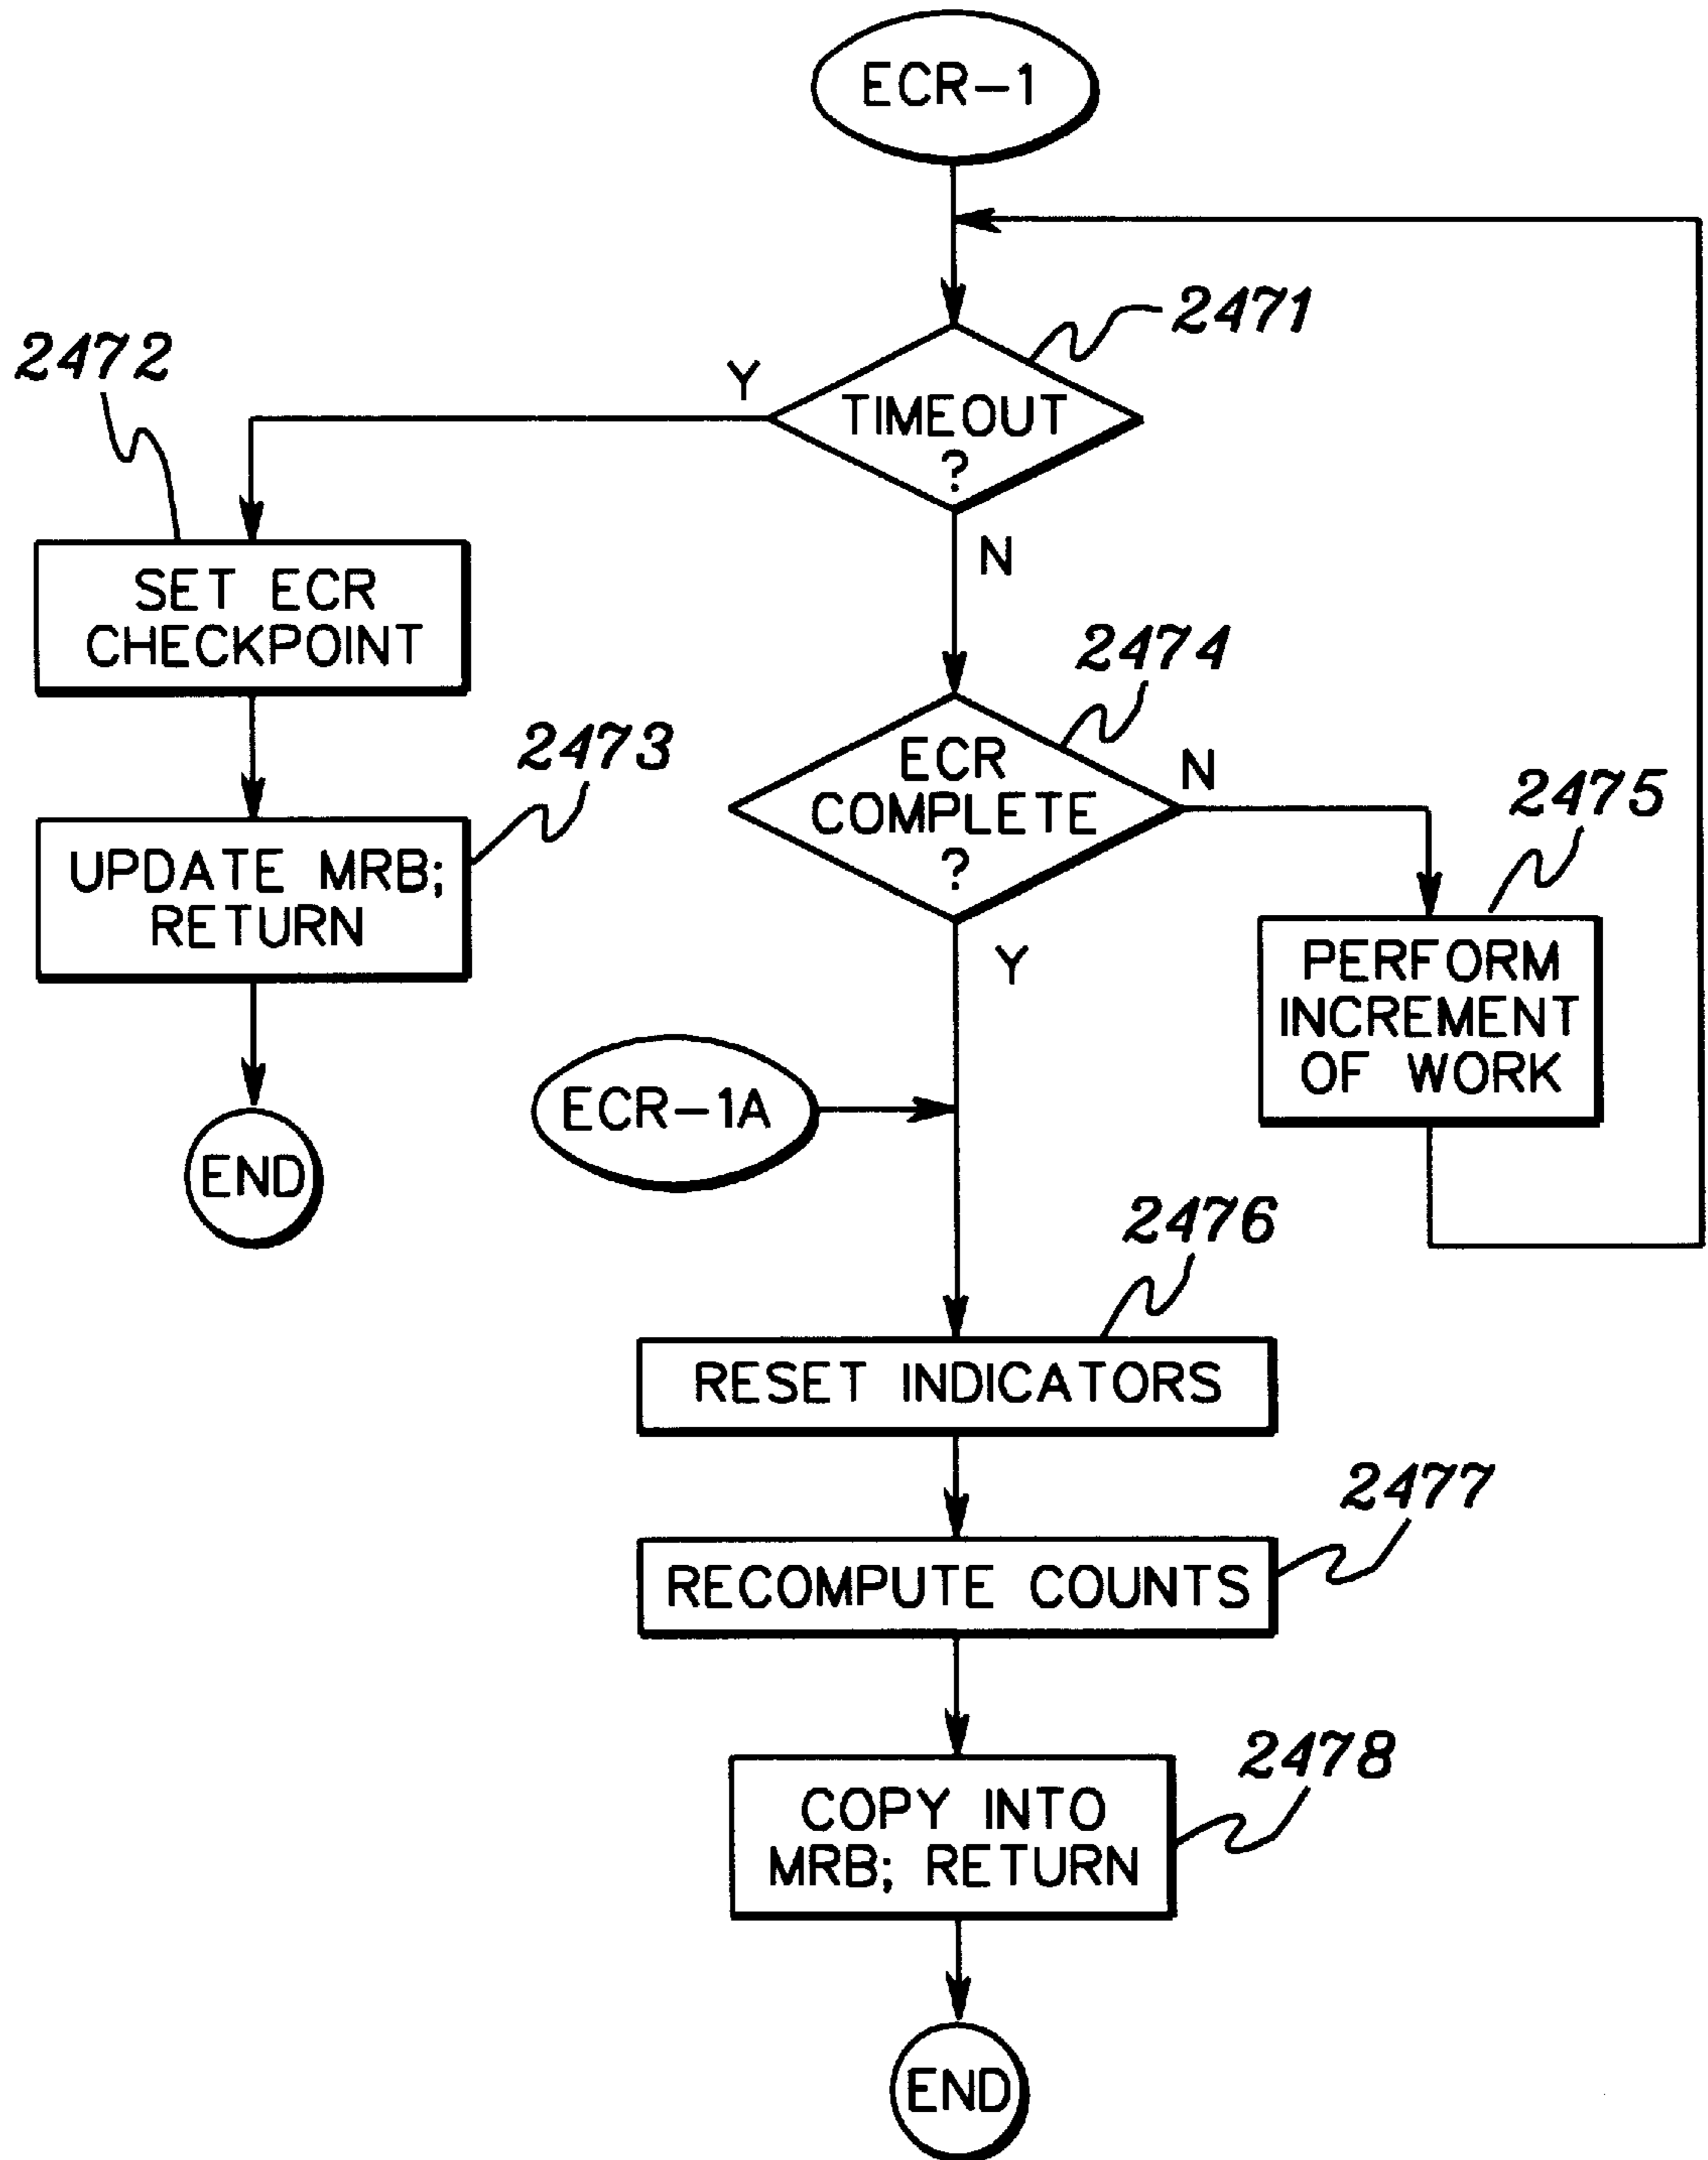 ECR-1
2471
2472
Y
TIMEOUT
?
N
SET ECR
CHECKPOINT
2474
2473
ECR
COMPLETE
?
N
2475
UPDATE MRB;
RETURN
Y
PERFORM
INCREMENT
OF WORK
ECR-1A
END
2476
RESET INDICATORS
2477
RECOMPUTE COUNTS
2478
COPY INTO
MRB; RETURN
END